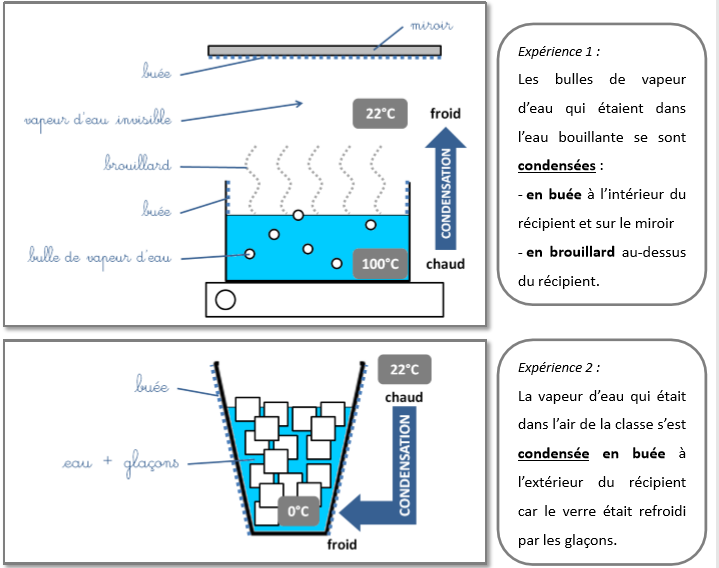 miroir
buée
vapeur d'eau invisible
22°C
froid
brouillard
CONDENSATION
buée
bulle de vapeur d'eau
100°C
chaud
Expérience 1 :
Les bulles de vapeur
d'eau qui étaient dans
l'eau bouillante se sont
condensées :
- en buée à l'intérieur du
récipient et sur le miroir
- en brouillard au-dessus
du récipient.
22°C
buée
chaud
eau + glaçons
CONDENSATION
0°C
froid
Expérience 2 :
La vapeur d'eau qui était
dans l'air de la classe s'est
condensée en buée à
l'extérieur du récipient
car le verre était refroidi
par les glaçons.